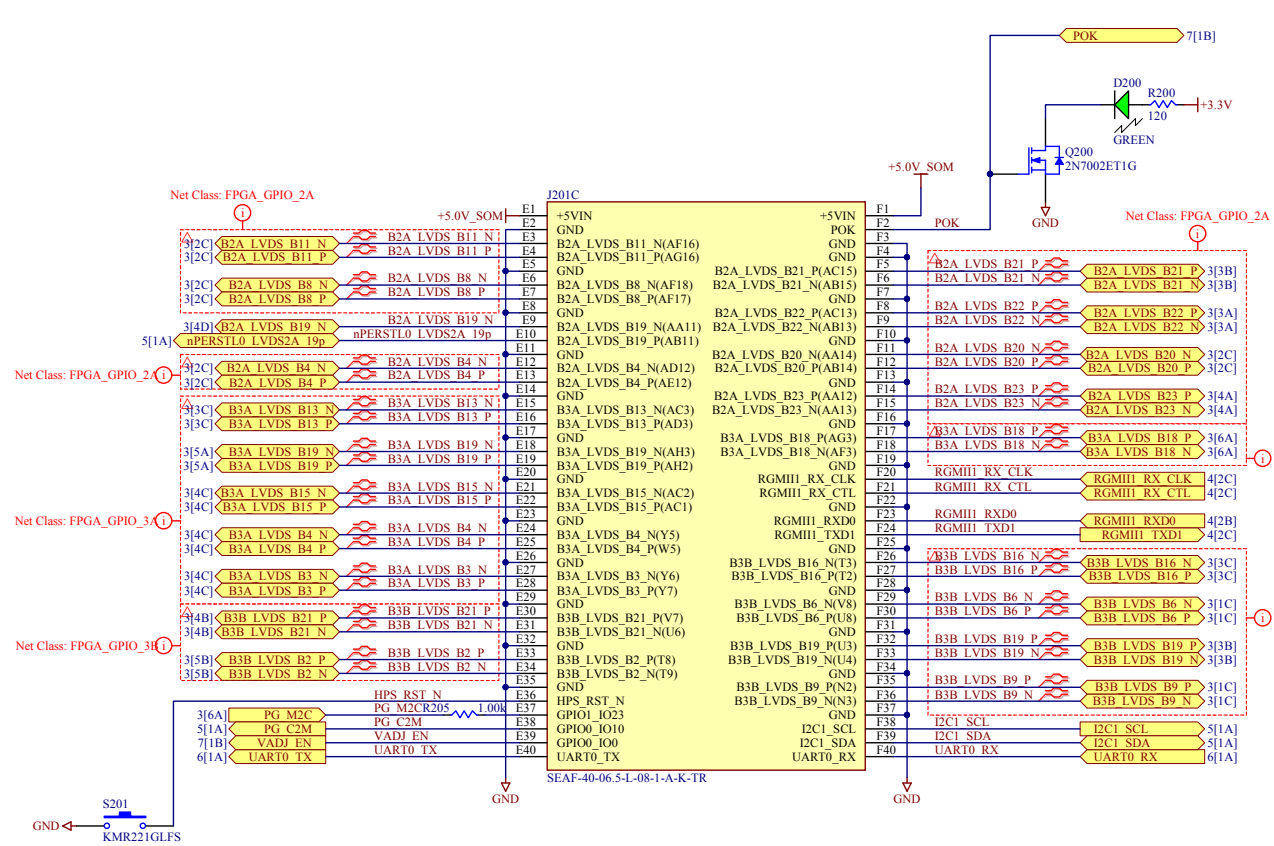 POK 7[1B]
D200
R200
120
+3.3V
GREEN
Q200
2N7002ET1G
GND
+5.0V_SOM
Net Class: FPGA_GPIO_2A
i
Net Class: FPGA_GPIO_2A
i
J201C
+5.0V_SOM E1 +5VIN +5VIN F1
E2 GND POK F2 POK
3[2C] B2A_LVDS_B11_N B2A_LVDS_B11_N E3 B2A_LVDS_B11_N(AF16) GND F3
3[2C] B2A_LVDS_B11_P B2A_LVDS_B11_P E4 B2A_LVDS_B11_P(AG16) GND F4
E5 GND B2A_LVDS_B21_P(AC15) F5 B2A_LVDS_B21_P B2A_LVDS_B21_P 3[3B]
3[2C] B2A_LVDS_B8_N B2A_LVDS_B8_N E6 B2A_LVDS_B8_N(AF18) B2A_LVDS_B21_N(AB15) F6 B2A_LVDS_B21_N B2A_LVDS_B21_N 3[3B]
3[2C] B2A_LVDS_B8_P B2A_LVDS_B8_P E7 B2A_LVDS_B8_P(AF17) GND F7
E8 GND B2A_LVDS_B22_P(AC13) F8 B2A_LVDS_B22_P B2A_LVDS_B22_P 3[3A]
3[4D] B2A_LVDS_B19_N B2A_LVDS_B19_N E9 B2A_LVDS_B19_N(AA11) B2A_LVDS_B22_N(AB13) F9 B2A_LVDS_B22_N B2A_LVDS_B22_N 3[3A]
5[1A] nPERSTL0_LVDS2A_19p nPERSTL0_LVDS2A_19p E10 B2A_LVDS_B19_P(AB11) GND F10
E11 GND B2A_LVDS_B20_N(AA14) F11 B2A_LVDS_B20_N B2A_LVDS_B20_N 3[2C]
Net Class: FPGA_GPIO_2A i 3[2C] B2A_LVDS_B4_N B2A_LVDS_B4_N E12 B2A_LVDS_B4_N(AD12) B2A_LVDS_B20_P(AB14) F12 B2A_LVDS_B20_P B2A_LVDS_B20_P 3[2C]
3[2C] B2A_LVDS_B4_P B2A_LVDS_B4_P E13 B2A_LVDS_B4_P(AE12) GND F13
E14 GND B2A_LVDS_B23_P(AA12) F14 B2A_LVDS_B23_P B2A_LVDS_B23_P 3[4A]
3[3C] B3A_LVDS_B13_N B3A_LVDS_B13_N E15 B3A_LVDS_B13_N(AC3) B2A_LVDS_B23_N(AA13) F15 B2A_LVDS_B23_N B2A_LVDS_B23_N 3[4A]
3[3C] B3A_LVDS_B13_P B3A_LVDS_B13_P E16 B3A_LVDS_B13_P(AD3) GND F16
E17 GND B3A_LVDS_B18_P(AG3) F17 B3A_LVDS_B18_P B3A_LVDS_B18_P 3[6A]
3[5A] B3A_LVDS_B19_N B3A_LVDS_B19_N E18 B3A_LVDS_B19_N(AH3) B3A_LVDS_B18_N(AF3) F18 B3A_LVDS_B18_N B3A_LVDS_B18_N 3[6A] i
3[5A] B3A_LVDS_B19_P B3A_LVDS_B19_P E19 B3A_LVDS_B19_P(AH2) GND F19
E20 GND RGMII1_RX_CLK F20 RGMII1_RX_CLK RGMII1_RX_CLK 4[2C]
3[4C] B3A_LVDS_B15_N B3A_LVDS_B15_N E21 B3A_LVDS_B15_N(AC2) RGMII1_RX_CTL F21 RGMII1_RX_CTL RGMII1_RX_CTL 4[2C]
3[4C] B3A_LVDS_B15_P B3A_LVDS_B15_P E22 B3A_LVDS_B15_P(AC1) GND F22
Net Class: FPGA_GPIO_3A i E23 GND RGMII1_RXD0 F23 RGMII1_RXD0 RGMII1_RXD0 4[2B]
3[4C] B3A_LVDS_B4_N B3A_LVDS_B4_N E24 B3A_LVDS_B4_N(Y5) RGMII1_TXD1 F24 RGMII1_TXD1 RGMII1_TXD1 4[2C]
3[4C] B3A_LVDS_B4_P B3A_LVDS_B4_P E25 B3A_LVDS_B4_P(W5) GND F25
E26 GND B3B_LVDS_B16_N(T3) F26 B3B_LVDS_B16_N B3B_LVDS_B16_N 3[3C]
3[4C] B3A_LVDS_B3_N B3A_LVDS_B3_N E27 B3A_LVDS_B3_N(Y6) B3B_LVDS_B16_P(T2) F27 B3B_LVDS_B16_P B3B_LVDS_B16_P 3[3C]
3[4C] B3A_LVDS_B3_P B3A_LVDS_B3_P E28 B3A_LVDS_B3_P(Y7) GND F28
E29 GND B3B_LVDS_B6_N(V8) F29 B3B_LVDS_B6_N B3B_LVDS_B6_N 3[1C]
3[4B] B3B_LVDS_B21_P B3B_LVDS_B21_P E30 B3B_LVDS_B21_P(V7) B3B_LVDS_B6_P(U8) F30 B3B_LVDS_B6_P B3B_LVDS_B6_P 3[1C] i
3[4B] B3B_LVDS_B21_N B3B_LVDS_B21_N E31 B3B_LVDS_B21_N(U6) GND F31
Net Class: FPGA_GPIO_3B i E32 GND B3B_LVDS_B19_P(U3) F32 B3B_LVDS_B19_P B3B_LVDS_B19_P 3[3B]
3[5B] B3B_LVDS_B2_P B3B_LVDS_B2_P E33 B3B_LVDS_B2_P(T8) B3B_LVDS_B19_N(U4) F33 B3B_LVDS_B19_N B3B_LVDS_B19_N 3[3B]
3[5B] B3B_LVDS_B2_N B3B_LVDS_B2_N E34 B3B_LVDS_B2_N(T9) GND F34
E35 GND B3B_LVDS_B9_P(N2) F35 B3B_LVDS_B9_P B3B_LVDS_B9_P 3[1C]
HPS_RST_N E36 HPS_RST_N B3B_LVDS_B9_N(N3) F36 B3B_LVDS_B9_N B3B_LVDS_B9_N 3[1C]
3[6A] PG_M2C PG_M2C R205 1.00k E37 GPIO1_IO23 GND F37
5[1A] PG_C2M PG_C2M E38 GPIO0_IO10 I2C1_SCL F38 I2C1_SCL I2C1_SCL 5[1A]
7[1B] VADJ_EN VADJ_EN E39 GPIO0_IO0 I2C1_SDA F39 I2C1_SDA I2C1_SDA 5[1A]
6[1A] UART0_TX UART0_TX E40 UART0_TX UART0_RX F40 UART0_RX UART0_RX 6[1A]
SEAF-40-06.5-L-08-1-A-K-TR
GND GND
S201
GND
KMR221GLFS